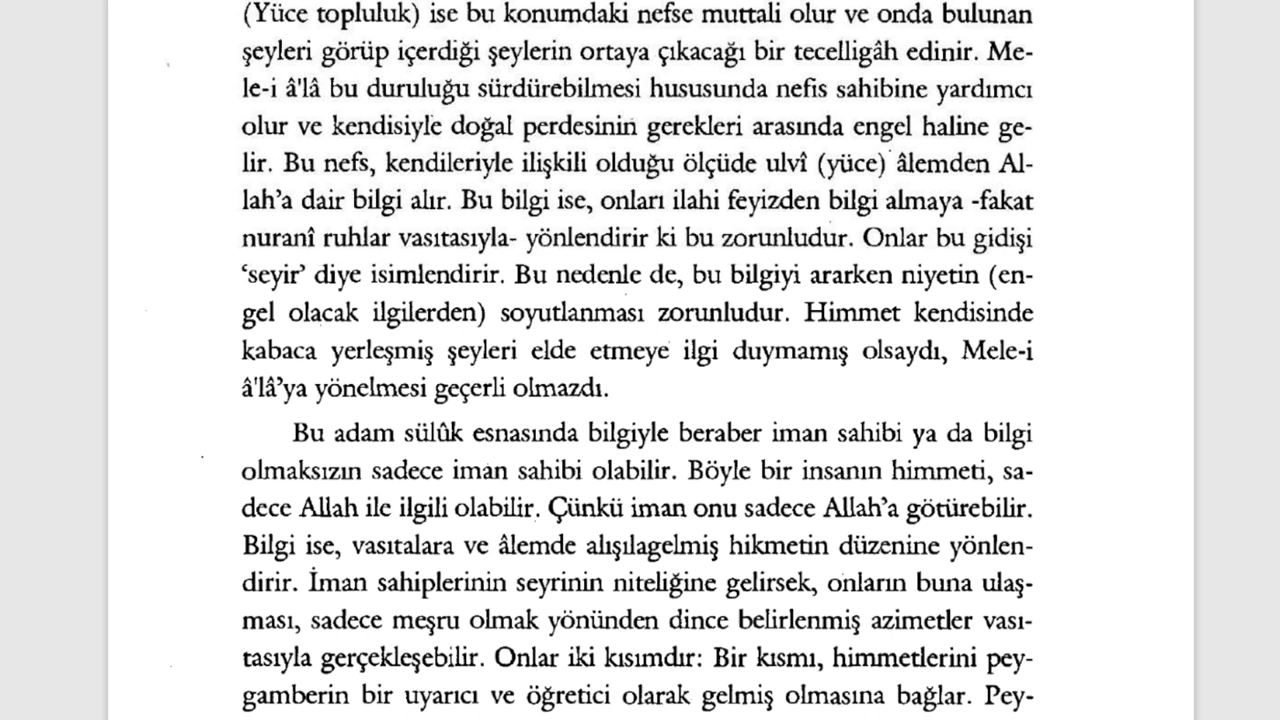 (Yüce topluluk) ise bu konumdaki nefse muttali olur ve onda bulunan
şeyleri görüp içerdiği şeylerin ortaya çıkacağı bir tecelligâh edinir. Me-
le-i â'lâ bu duruluğu sürdürebilmesi hususunda nefis sahibine yardımcı
olur ve kendisiyle doğal perdesinin gerekleri arasında engel haline ge-
lir. Bu nefs, kendileriyle ilişkili olduğu ölçüde ulvî (yüce) âlemden Al-
lah’a dair bilgi alır. Bu bilgi ise, onları ilahi feyizden bilgi almaya -fakat
nuranî ruhlar vasıtasıyla- yönlendirir ki bu zorunludur. Onlar bu gidişi
‘seyir’ diye isimlendirir. Bu nedenle de, bu bilgiyi ararken niyetin (en-
gel olacak ilgilerden) soyutlanması zorunludur. Himmet kendisinde
kabaca yerleşmiş şeyleri elde etmeye ilgi duymamış olsaydı, Mele-i
â'lâ’ya yönelmesi geçerli olmazdı.
Bu adam sülûk esnasında bilgiyle beraber iman sahibi ya da bilgi
olmaksızın sadece iman sahibi olabilir. Böyle bir insanın himmeti, sa-
dece Allah ile ilgili olabilir. Çünkü iman onu sadece Allah’a götürebilir.
Bilgi ise, vasıtalara ve âlemde alışılagelmiş hikmetin düzenine yönlen-
dirir. İman sahiplerinin seyrinin niteliğine gelirsek, onların buna ulaş-
ması, sadece meşru olmak yönünden dince belirlenmiş azimetler vası-
tasıyla gerçekleşebilir. Onlar iki kısımdır: Bir kısmı, himmetlerini pey-
gamberin bir uyarıcı ve öğretici olarak gelmiş olmasına bağlar. Pey-